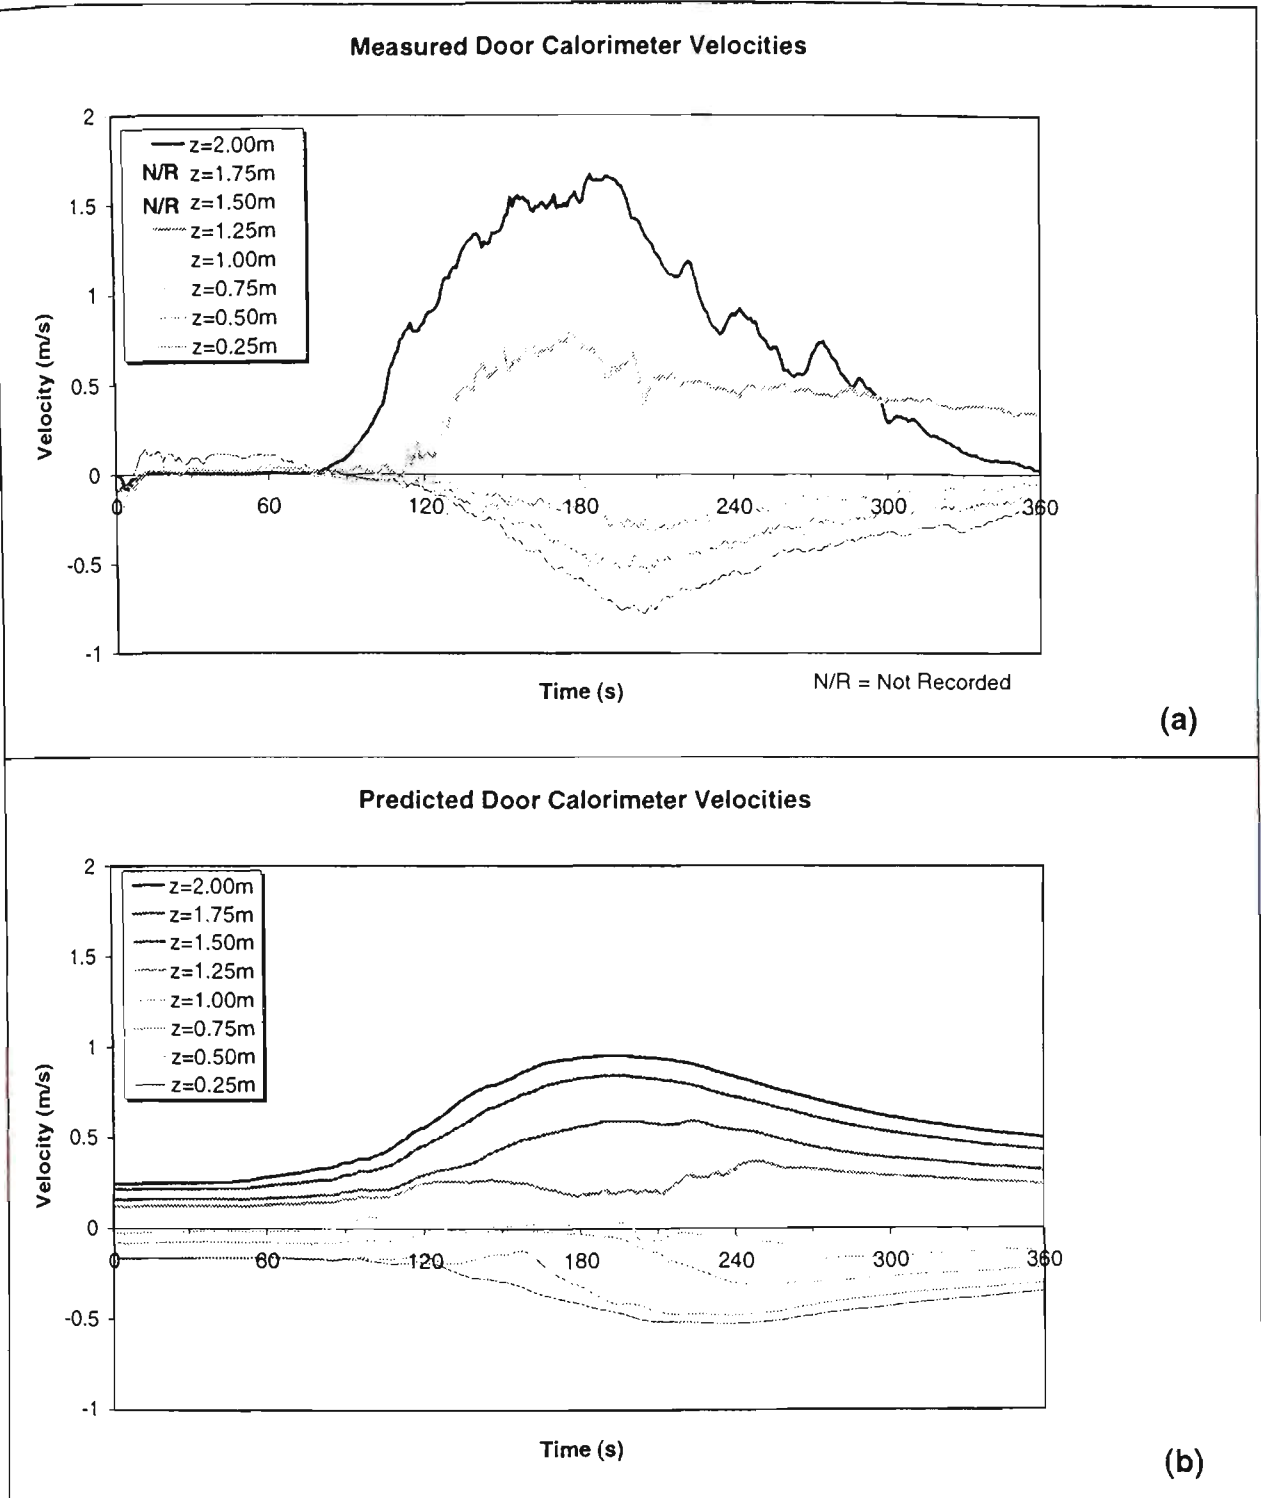 Measured Door Calorimeter Velocities
2
1.5
1
0.5
0
-0.5
-1
Velocity (m/s)
z=2.00m
N/R z=1.75m
N/R z=1.50m
z=1.25m
z=1.00m
z=0.75m
z=0.50m
z=0.25m
0 60 120 180 240 300 360
Time (s)
N/R = Not Recorded
(a)
Predicted Door Calorimeter Velocities
2
1.5
1
0.5
0
-0.5
-1
Velocity (m/s)
z=2.00m
z=1.75m
z=1.50m
z=1.25m
z=1.00m
z=0.75m
z=0.50m
z=0.25m
0 60 120 180 240 300 360
Time (s)
(b)